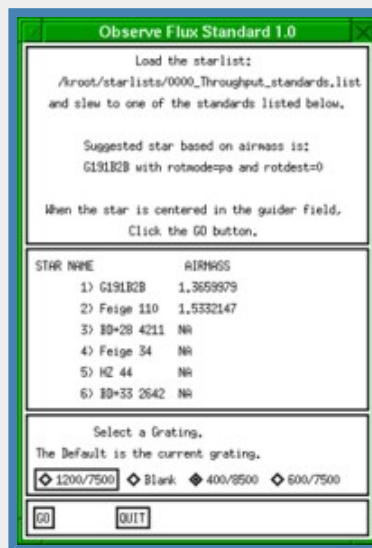 Observe Flux Standard 1.0
Load the starlist:
/kroot/starlists/0000_Throughput_standards.list
and slew to one of the standards listed below.
Suggested star based on airmass is:
G191B2B with rotmode=pa and rotdest=0
When the star is centered in the guider field,
Click the GO button.
STAR NAME AIRMASS
1) G191B2B 1.3659979
2) Feige 110 1.5332147
3) BD+28 4211 NA
4) Feige 34 NA
5) HZ 44 NA
6) BD+33 2642 NA
Select a Grating.
The Default is the current grating.
1200/7500 Blank 400/8500 600/7500
GO QUIT